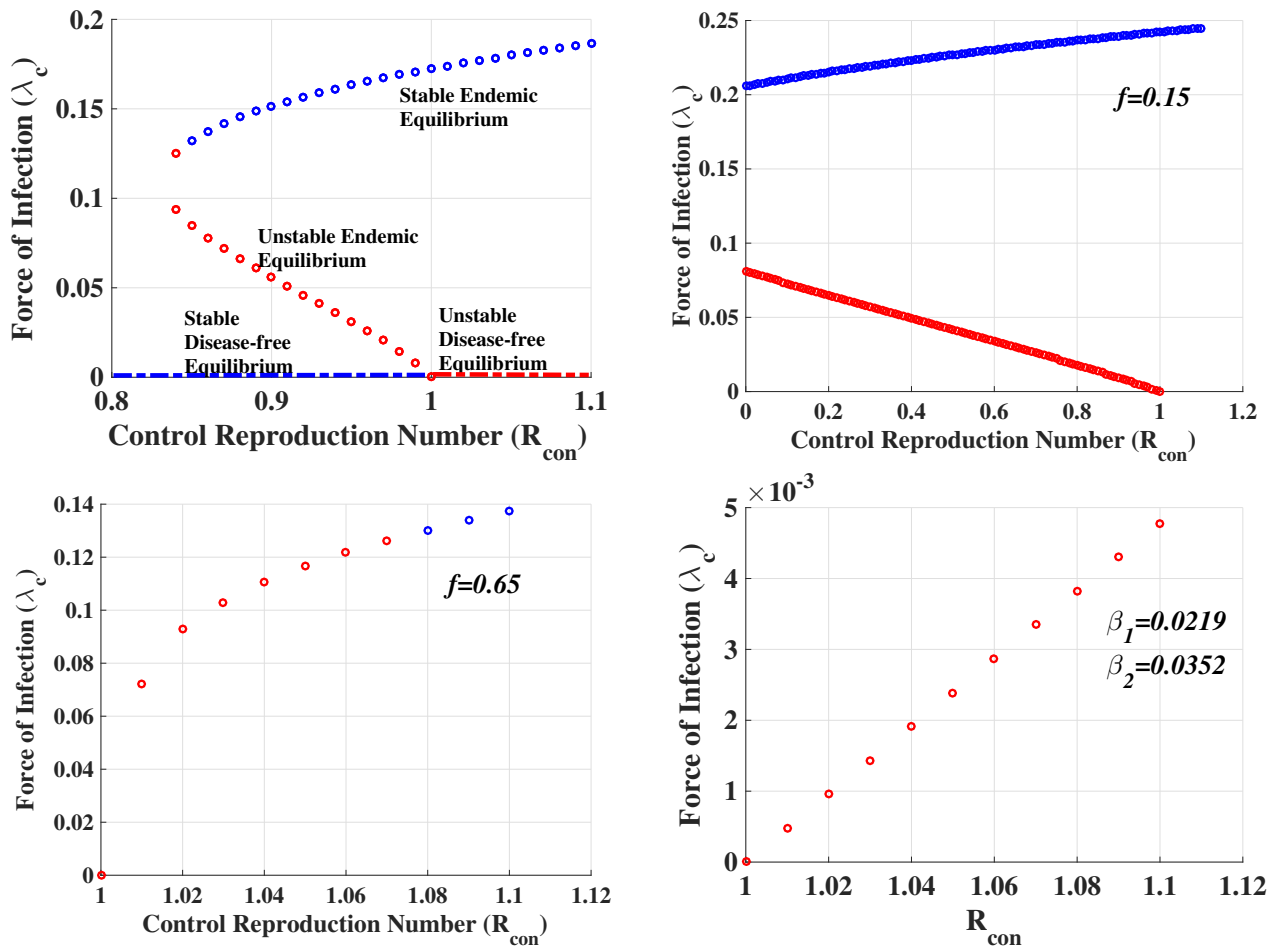 0.2
0.15
0.1
0.05
0
0.8
0.9
1
1.1
Force of Infection (λc)
Control Reproduction Number (Rcon)
Stable Endemic
Equilibrium
Unstable Endemic
Equilibrium
Stable
Disease-free
Equilibrium
Unstable
Disease-free
Equilibrium
0.25
0.2
0.15
0.1
0.05
0
0
0.2
0.4
0.6
0.8
1
1.2
Force of Infection (λc)
Control Reproduction Number (Rcon)
f=0.15
0.14
0.12
0.1
0.08
0.06
0.04
0.02
0
1
1.02
1.04
1.06
1.08
1.1
1.12
Force of Infection (λc)
Control Reproduction Number (Rcon)
f=0.65
×10-3
5
4
3
2
1
0
1
1.02
1.04
1.06
1.08
1.1
1.12
Force of Infection (λc)
Rcon
β1=0.0219
β2=0.0352